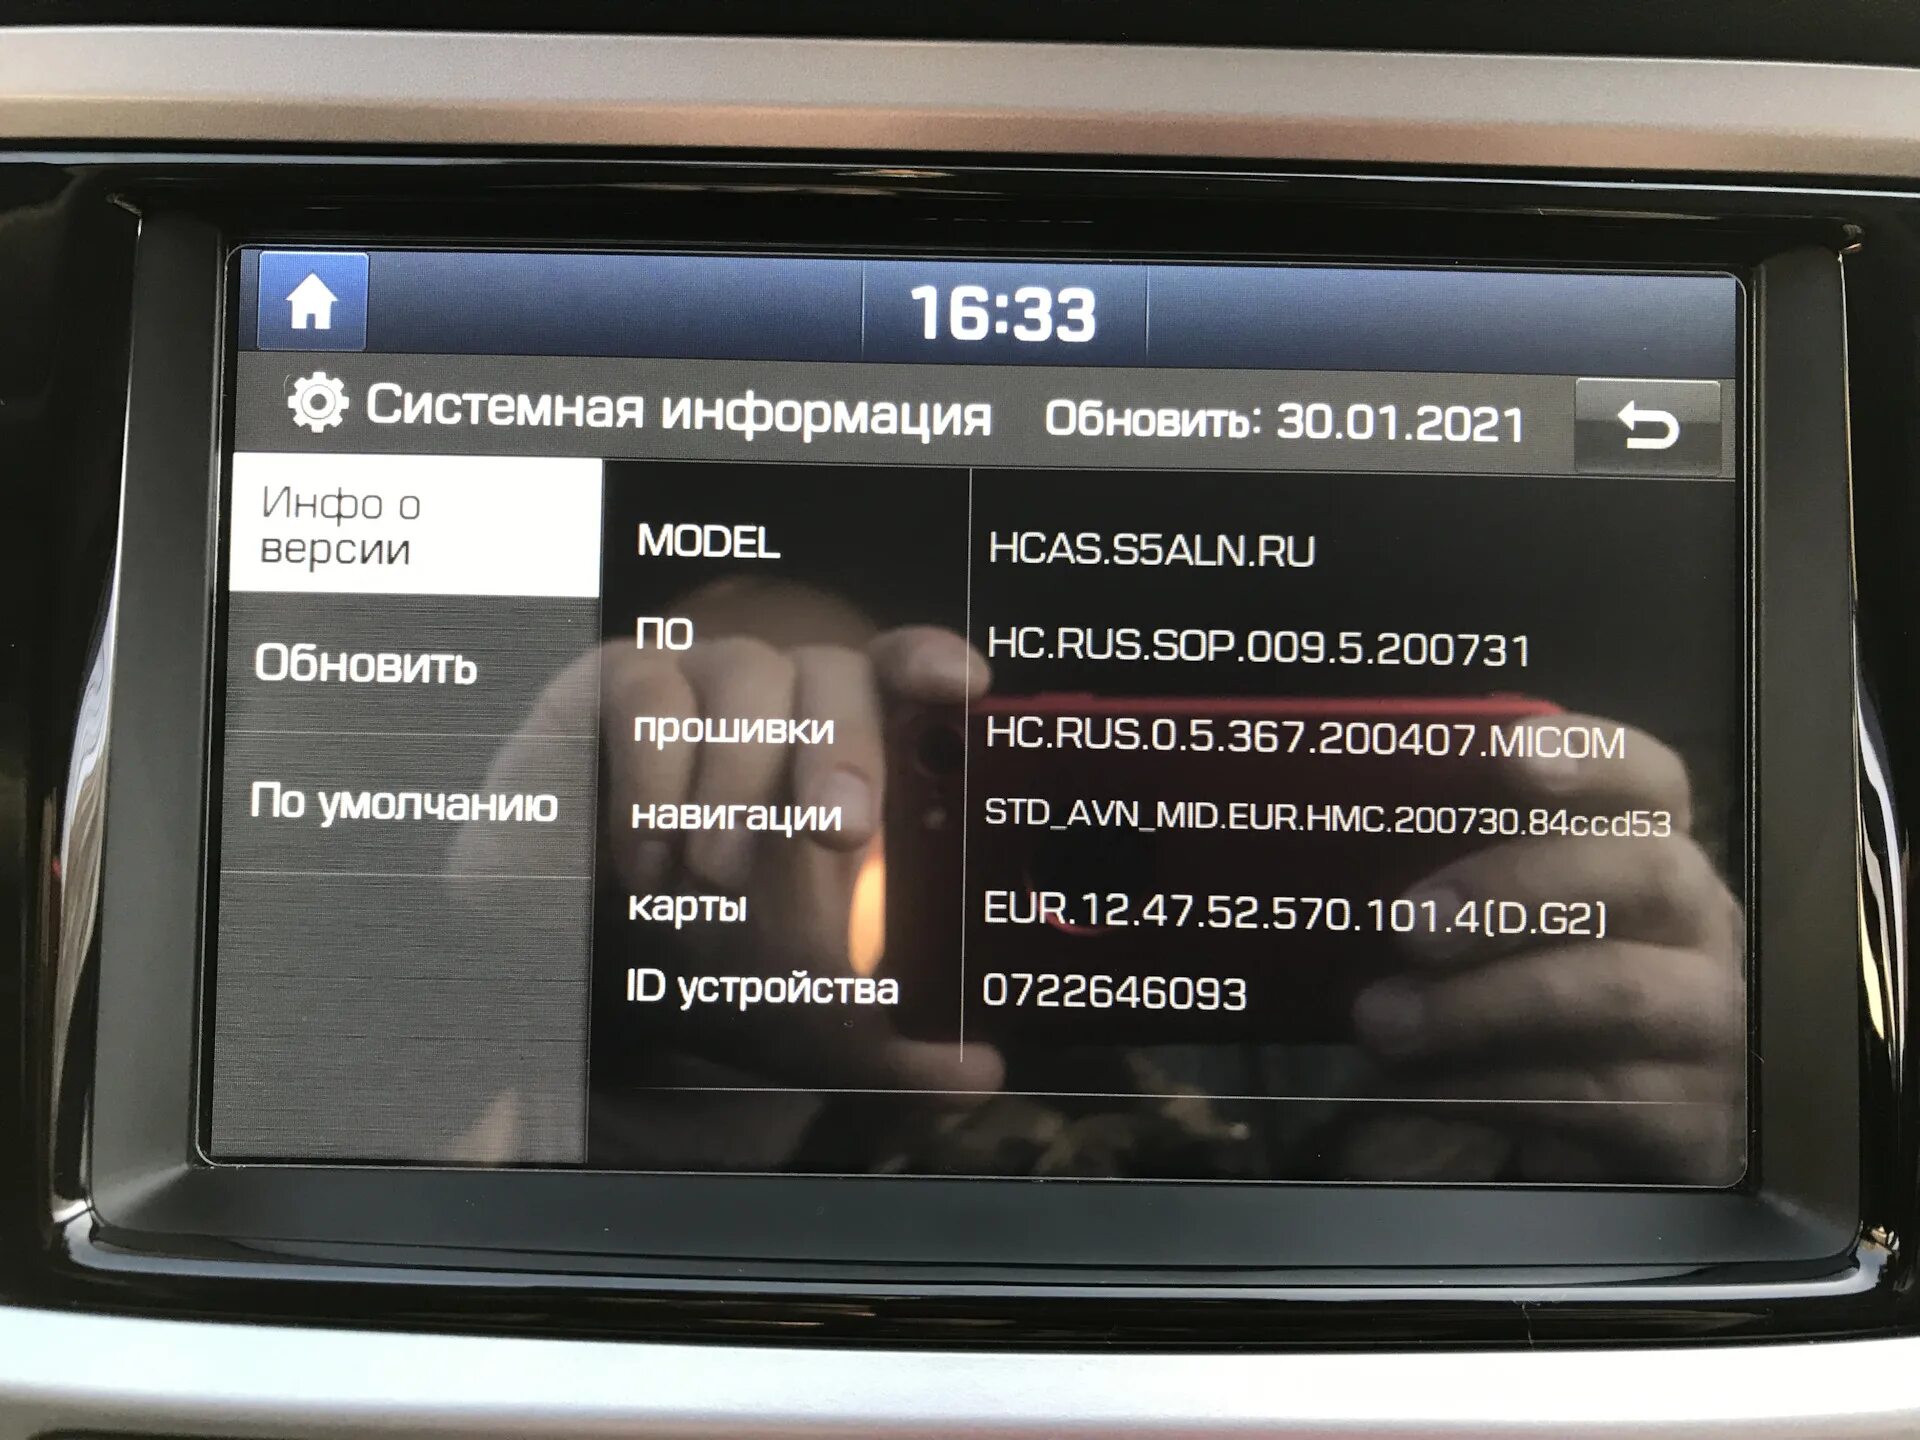 16:33
Системная информация Обновить: 30.01.2021
Инфо о
версии
Обновить
По умолчанию
MODEL HCAS.S5ALN.RU
ПО HC.RUS.SOP.009.5.200731
прошивки HC.RUS.0.5.367.200407.MICOM
навигации STD_AVN_MID.EUR.HMC.200730.84ccd53
карты EUR.12.47.52.570.101.4(D.G2)
ID устройства 0722646093